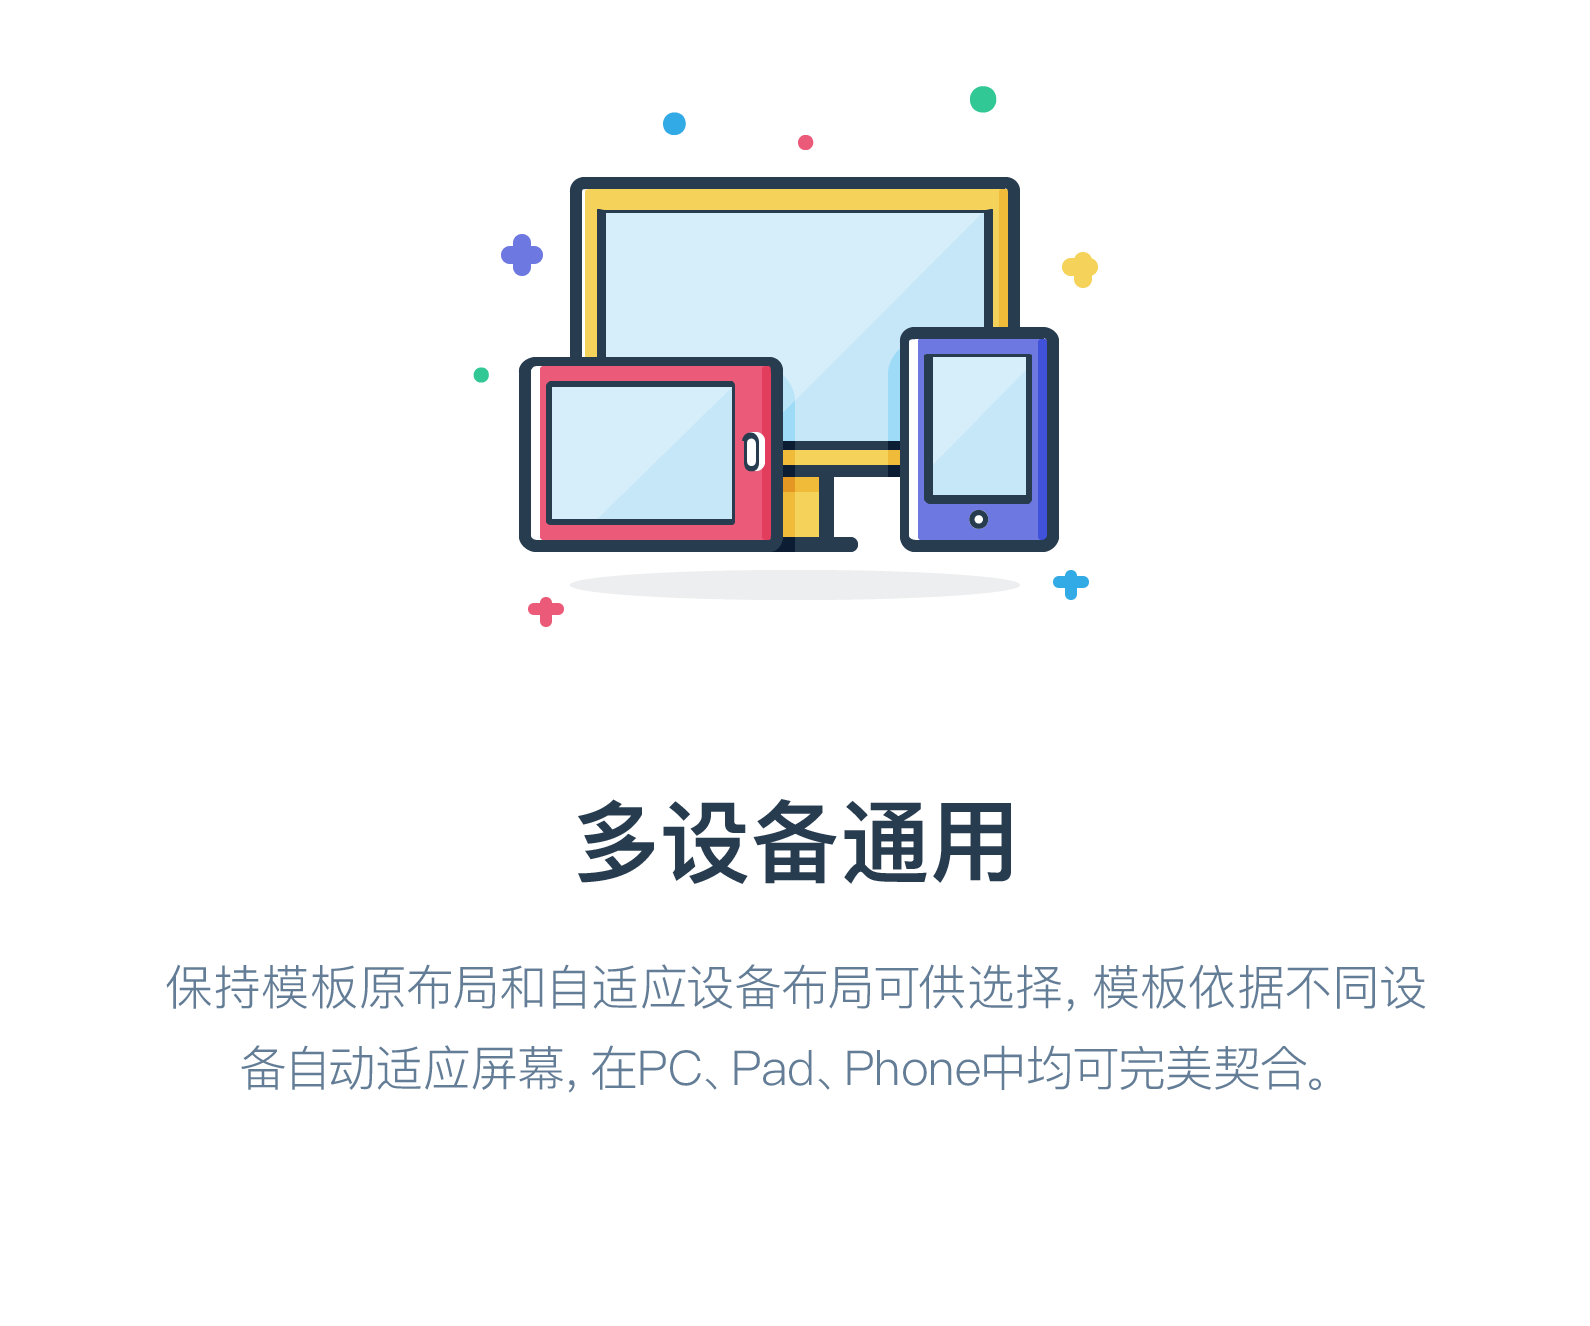 多设备通用
保持模板原布局和自适应设备布局可供选择，模板依据不同设
备自动适应屏幕，在PC、Pad、Phone中均可完美契合。